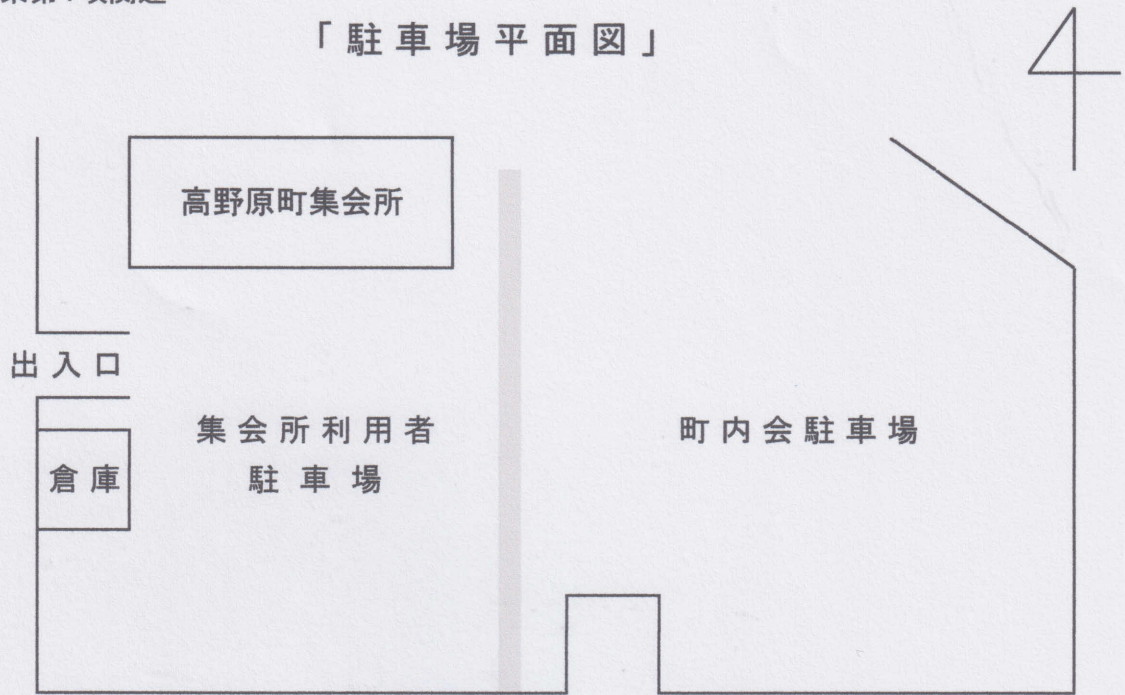 「駐車場平面図」
高野原町集会所
出入口
集会所利用者
駐車場
町内会駐車場
倉庫